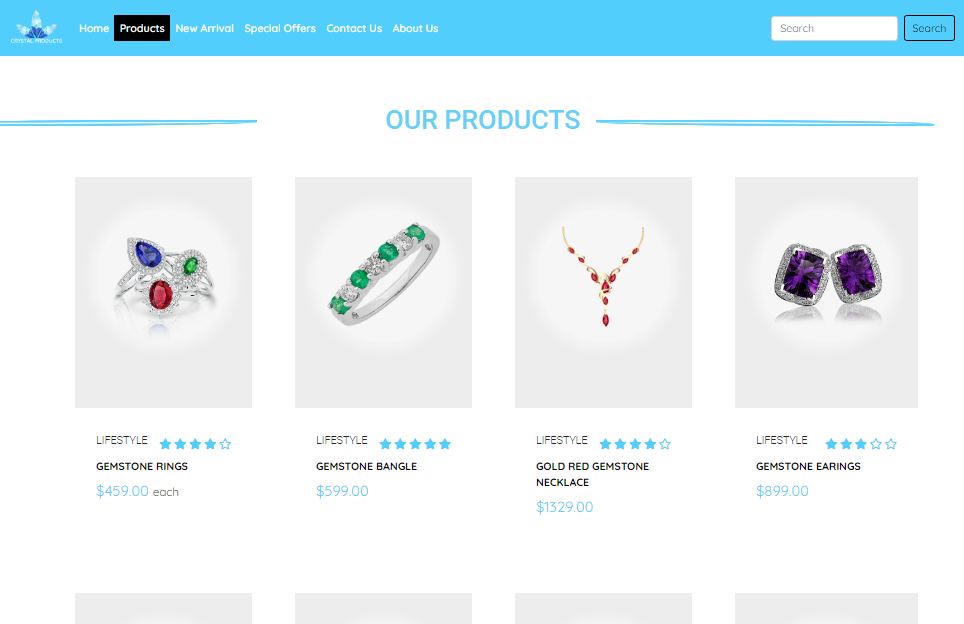 CRYSTAL PRODUCTS
Home Products New Arrival Special Offers Contact Us About Us Search Search
OUR PRODUCTS
LIFESTYLE
GEMSTONE RINGS
$459.00 each
LIFESTYLE
GEMSTONE BANGLE
$599.00
LIFESTYLE
GOLD RED GEMSTONE
NECKLACE
$1329.00
LIFESTYLE
GEMSTONE EARINGS
$899.00